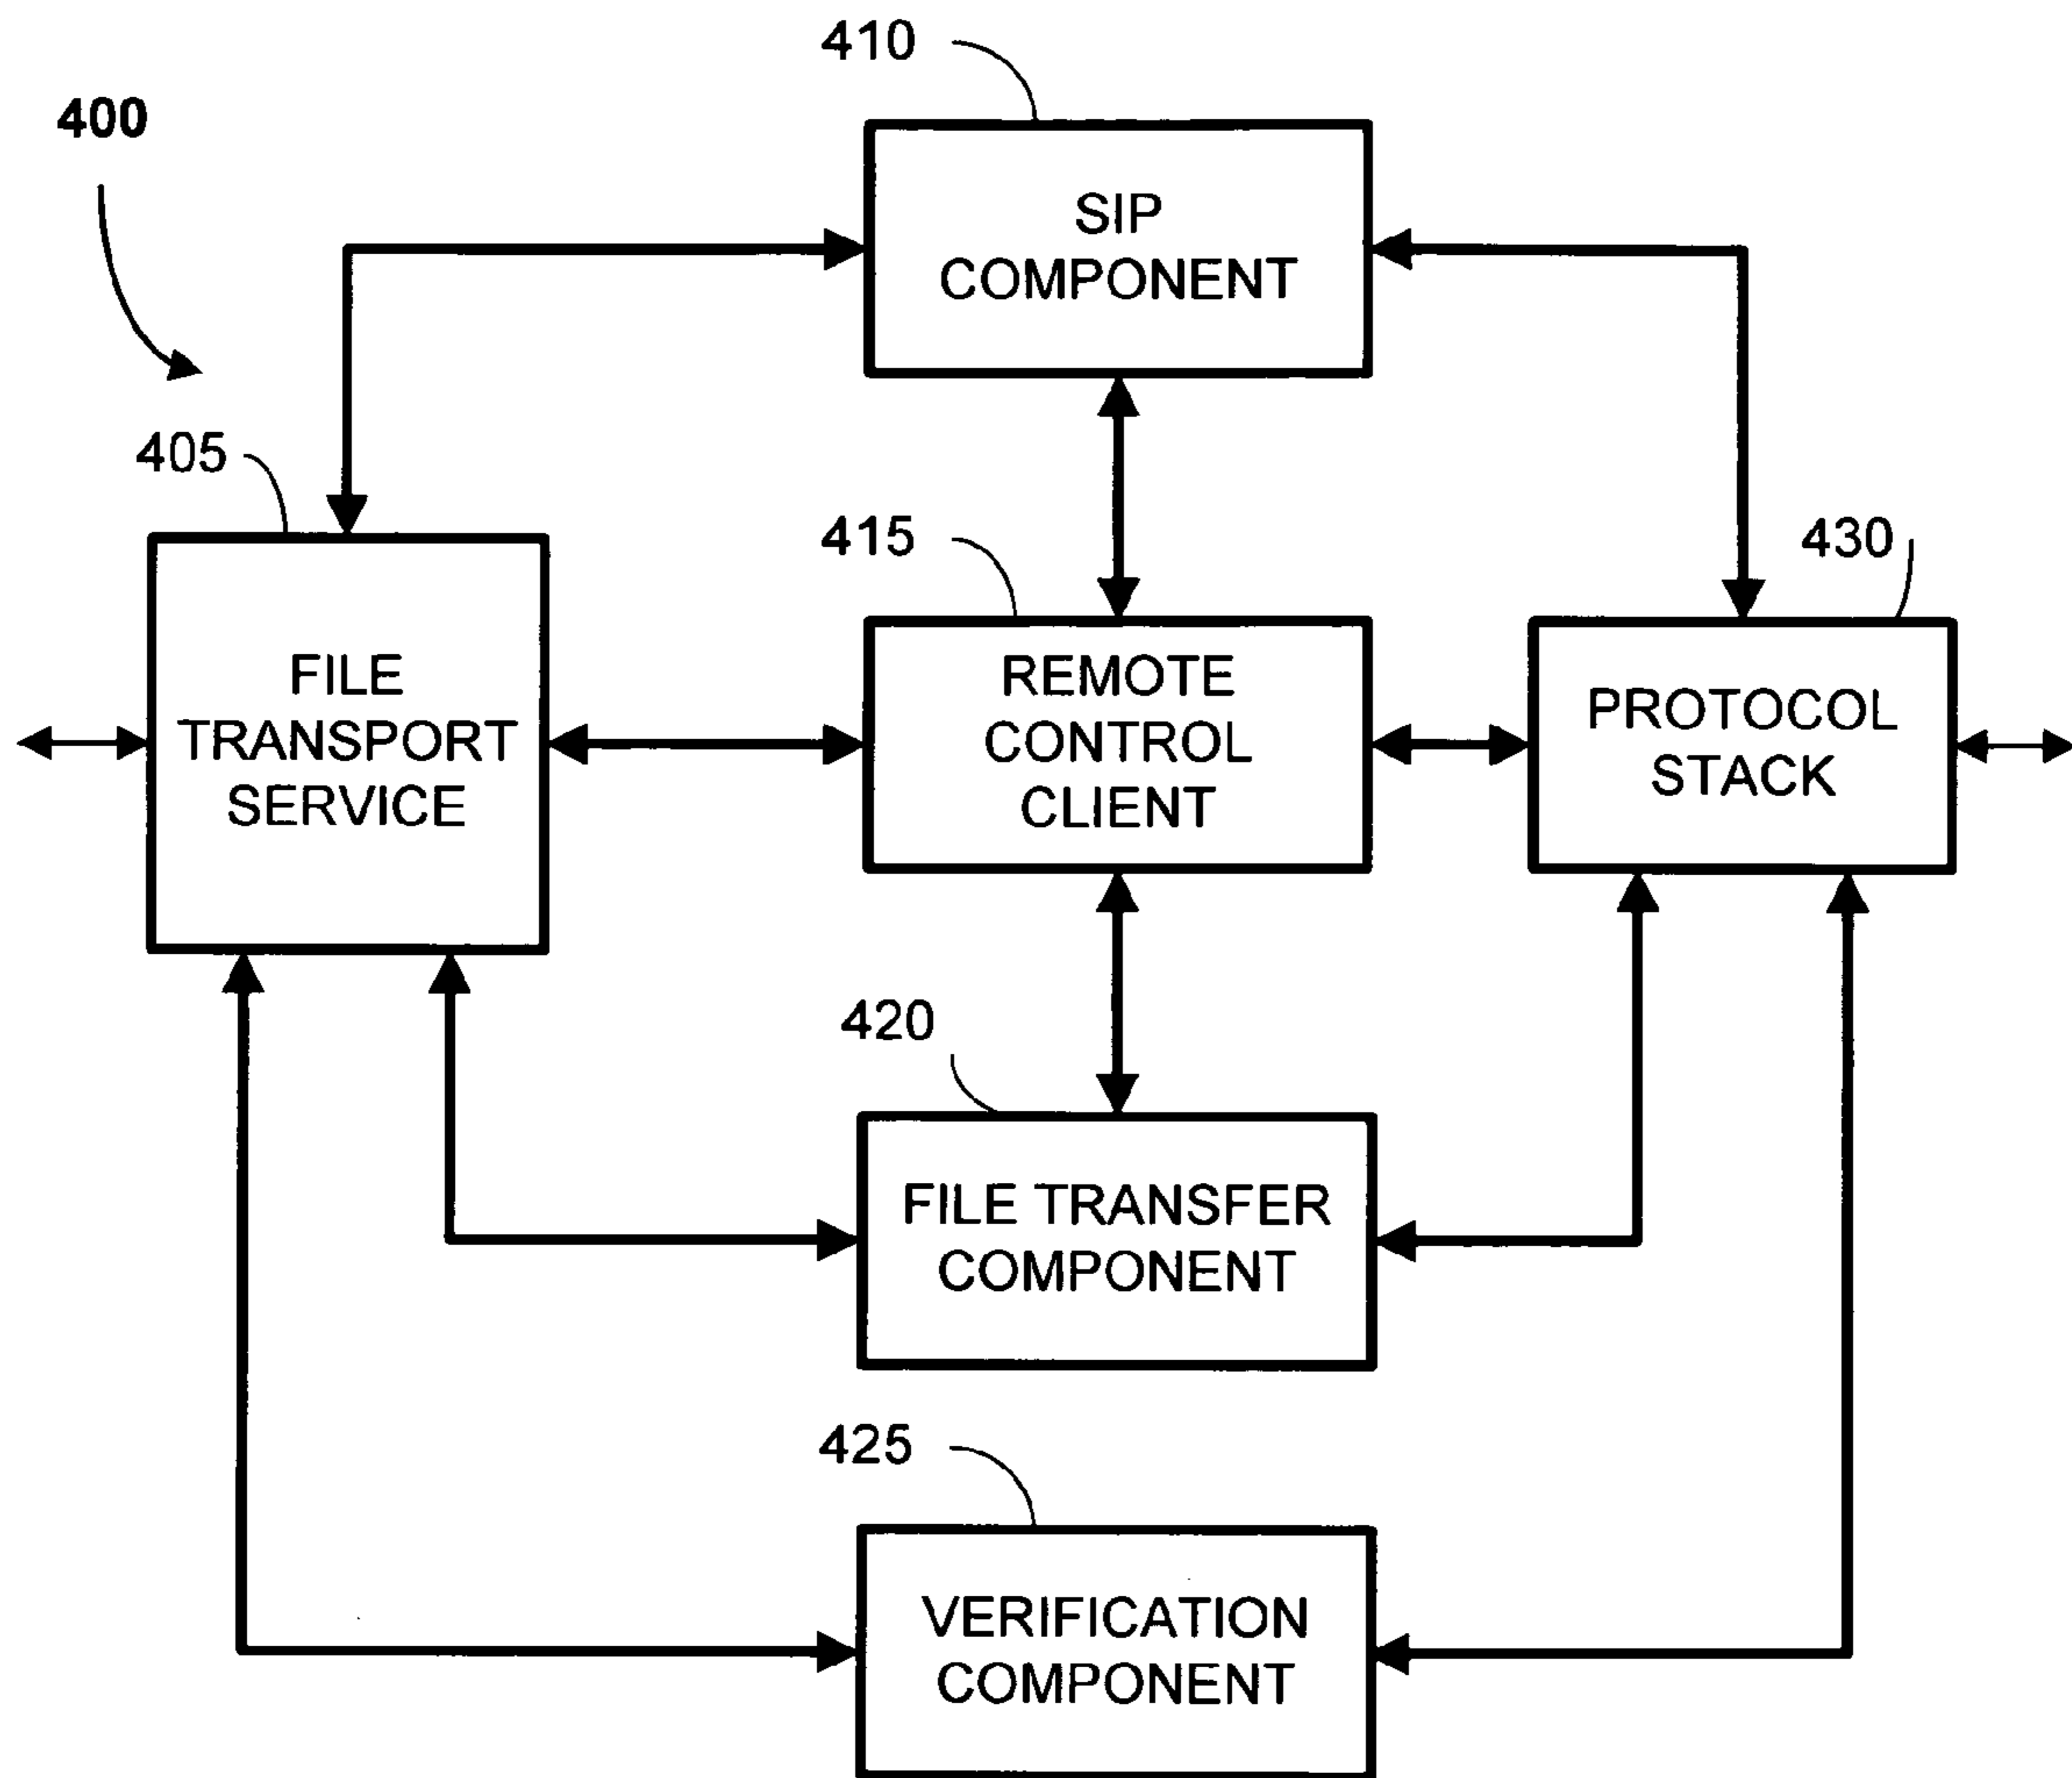 410
400
SIP
COMPONENT
405
415
430
FILE
TRANSPORT
SERVICE
REMOTE
CONTROL
CLIENT
PROTOCOL
STACK
420
FILE TRANSFER
COMPONENT
425
VERIFICATION
COMPONENT